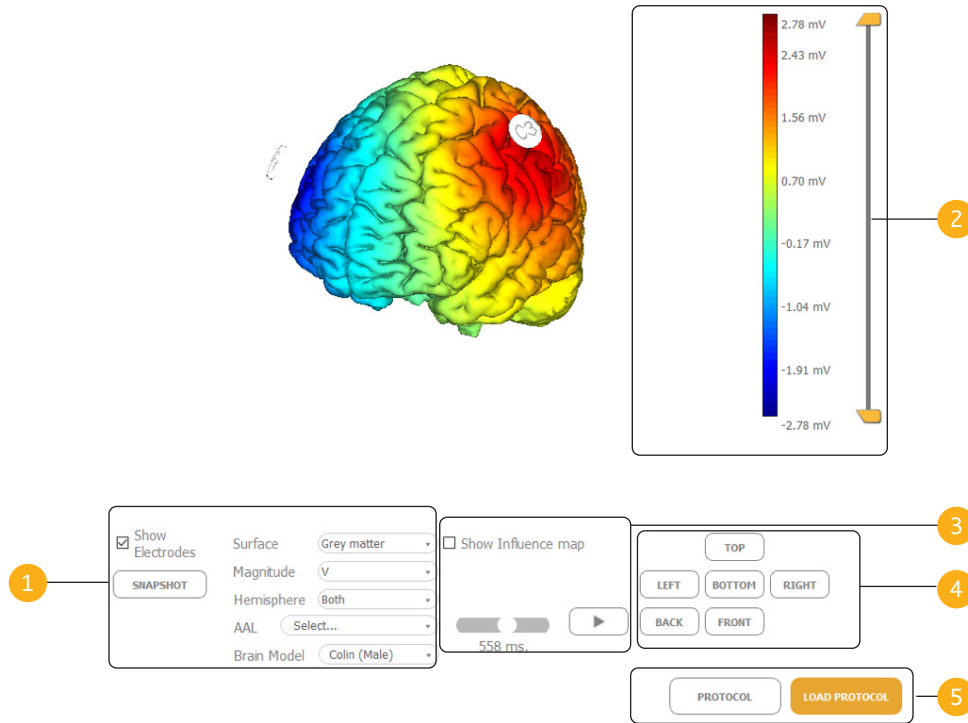 2.78 mV
2.43 mV
1.56 mV
0.70 mV
-0.17 mV
-1.04 mV
-1.91 mV
-2.78 mV
2
C3
Show Electrodes
SNAPSHOT
Surface Grey matter
Magnitude V
Hemisphere Both
AAL Select...
Brain Model Colin (Male)
1
Show Influence map
558 ms.
3
TOP
LEFT BOTTOM RIGHT
BACK FRONT
4
PROTOCOL LOAD PROTOCOL
5